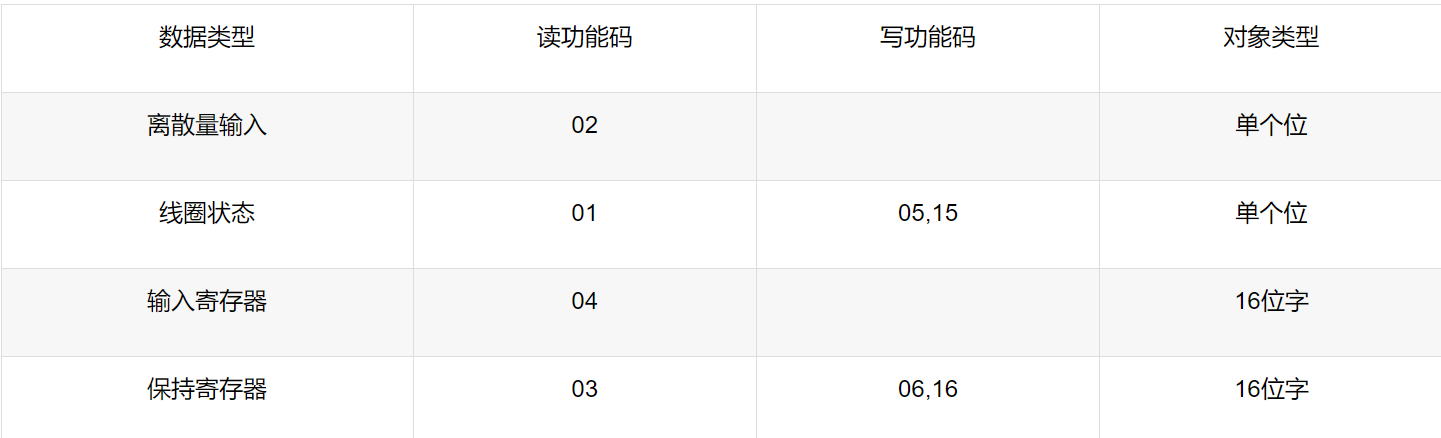 数据类型 读功能码 写功能码 对象类型
离散量输入 02 单个位
线圈状态 01 05,15 单个位
输入寄存器 04 16位字
保持寄存器 03 06,16 16位字